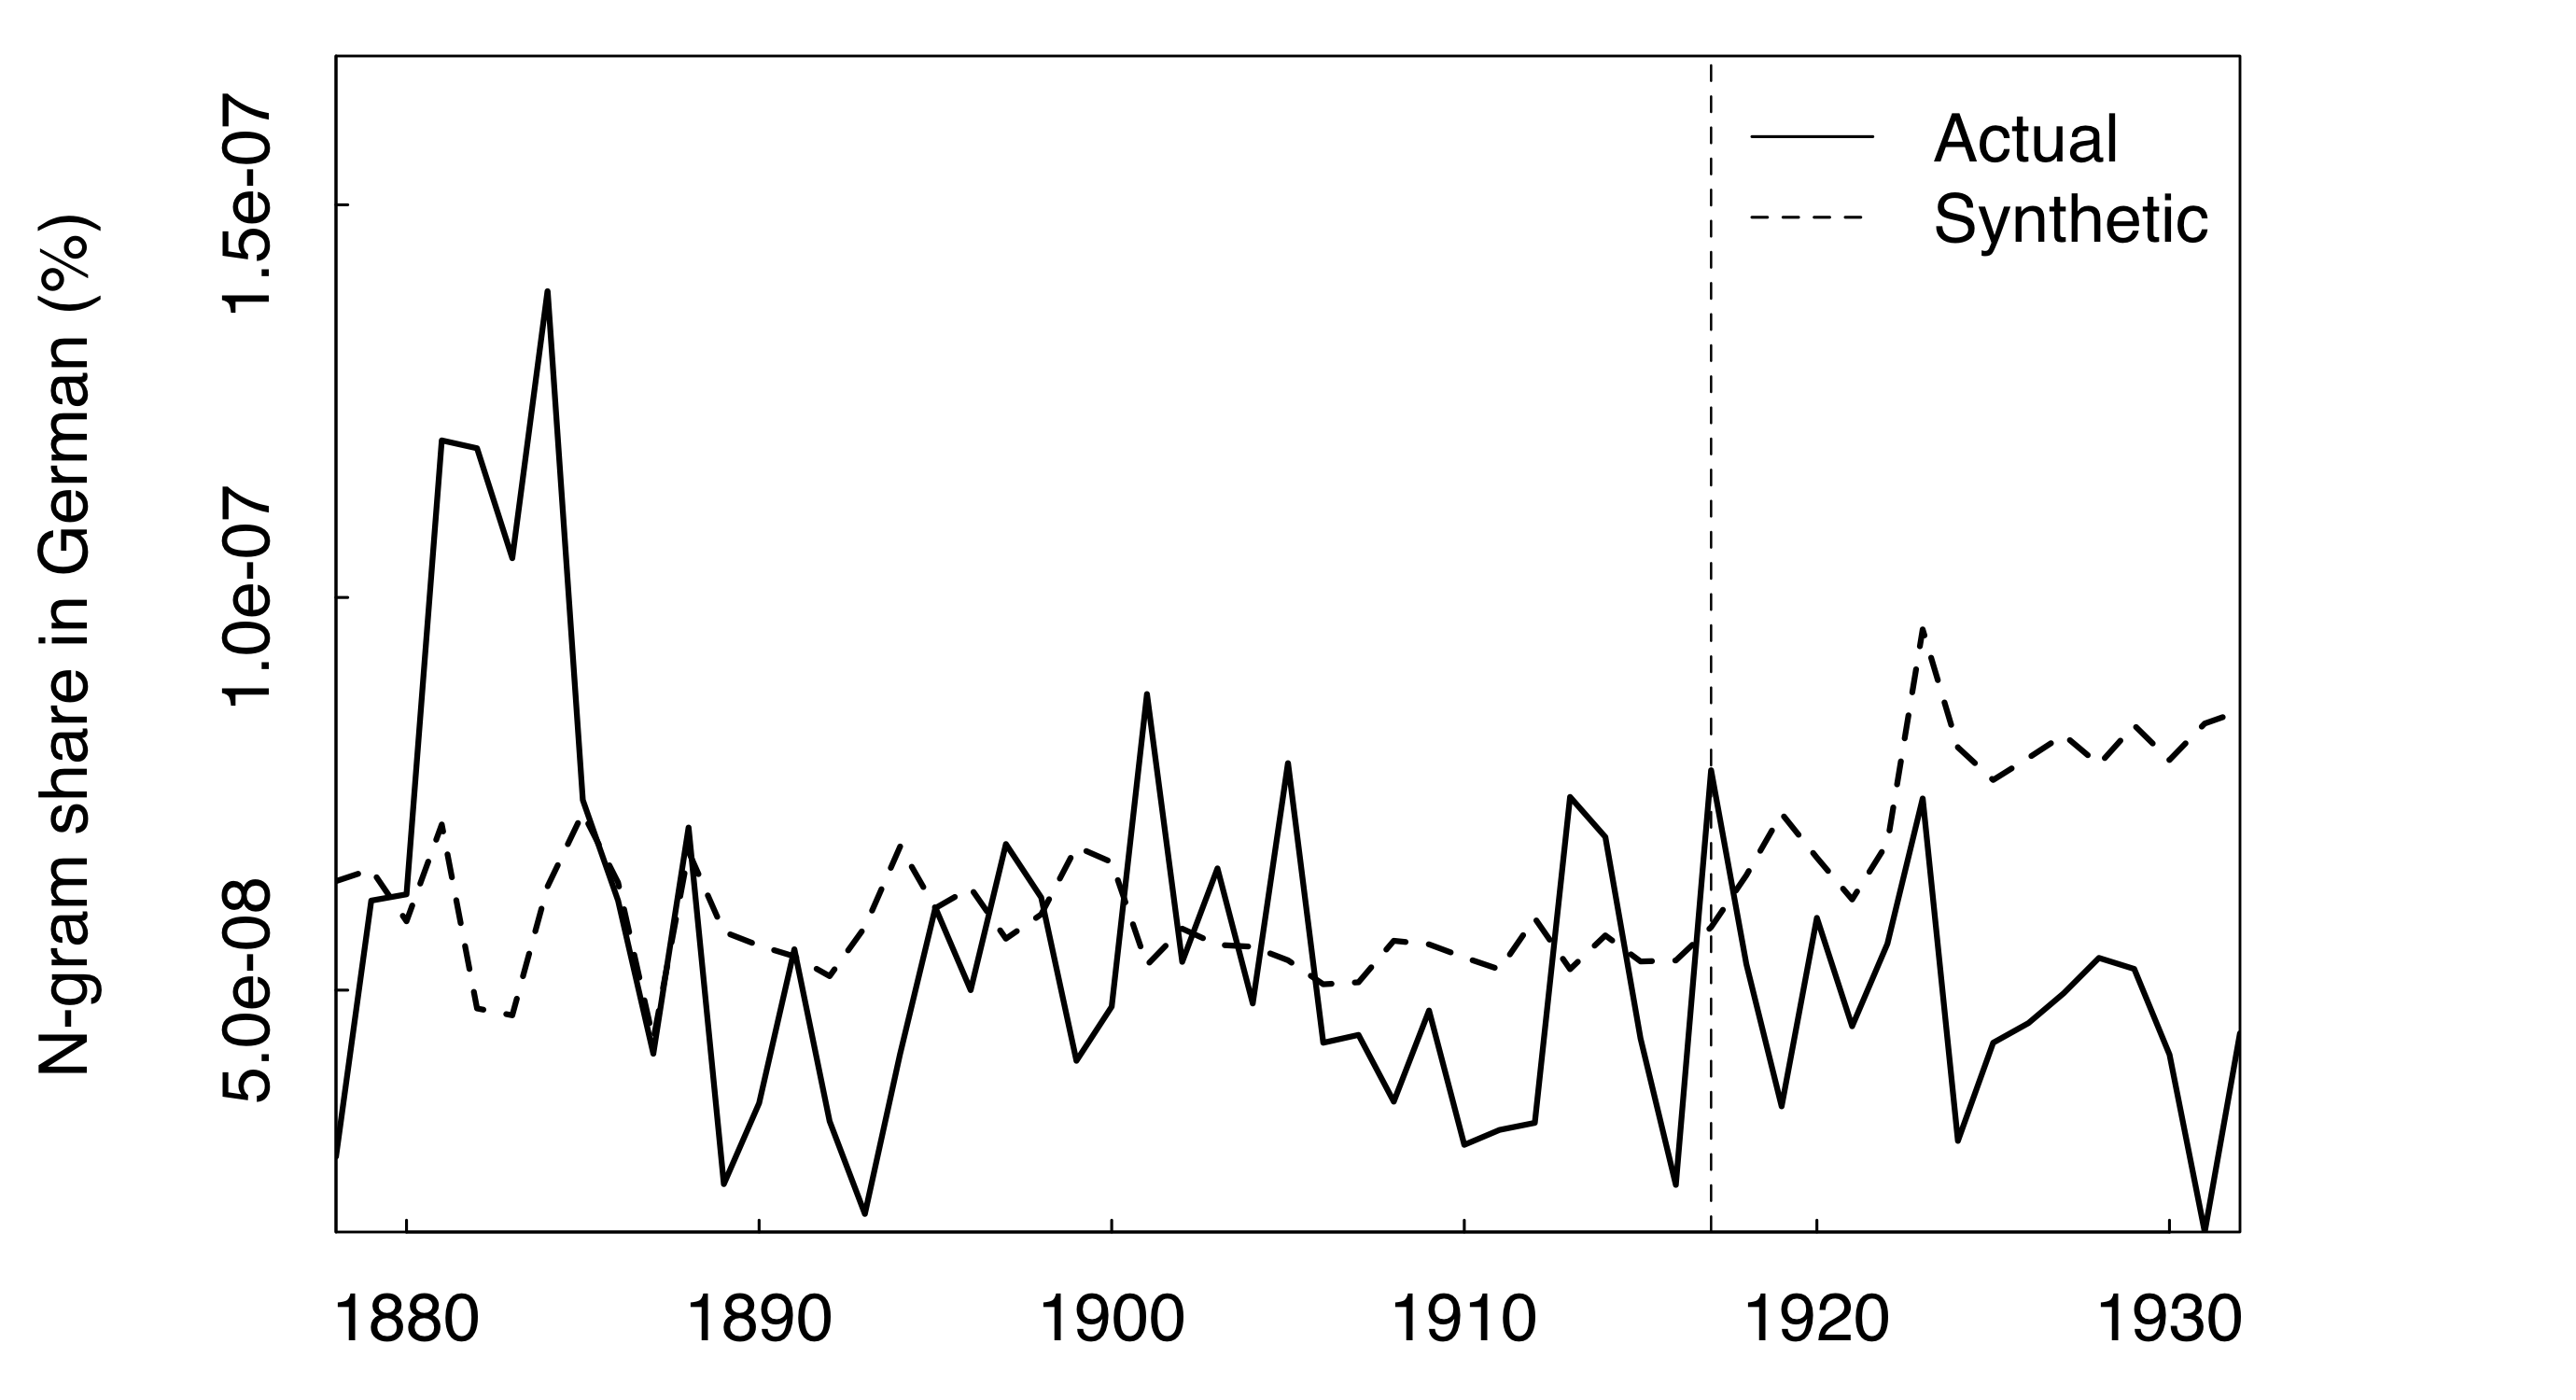 N-gram share in German (%)
1.5e-07
1.0e-07
5.0e-08
Actual
Synthetic
1880 1890 1900 1910 1920 1930